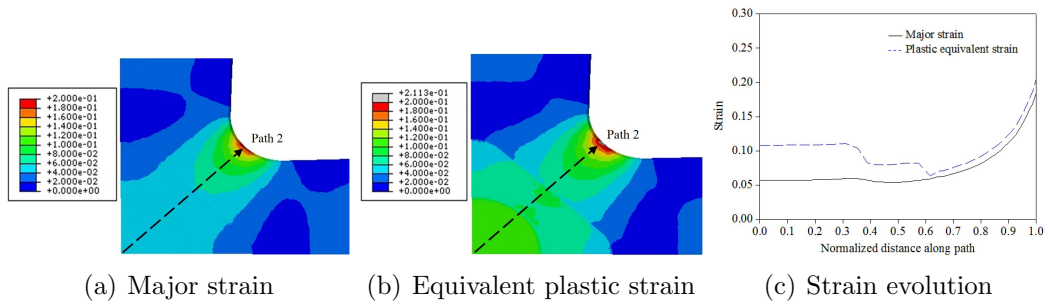 +2.000e-01
+1.800e-01
+1.600e-01
+1.400e-01
+1.200e-01
+1.000e-01
+8.000e-02
+6.000e-02
+4.000e-02
+2.000e-02
+0.000e+00
Path 2
(a) Major strain
+2.113e-01
+2.000e-01
+1.800e-01
+1.600e-01
+1.400e-01
+1.200e-01
+1.000e-01
+8.000e-02
+6.000e-02
+4.000e-02
+2.000e-02
+0.000e+00
Path 2
(b) Equivalent plastic strain
Strain
0.30
0.25
0.20
0.15
0.10
0.05
0.00
Major strain
Plastic equivalent strain
0.0 0.1 0.2 0.3 0.4 0.5 0.6 0.7 0.8 0.9 1.0
Normalized distance along path
(c) Strain evolution